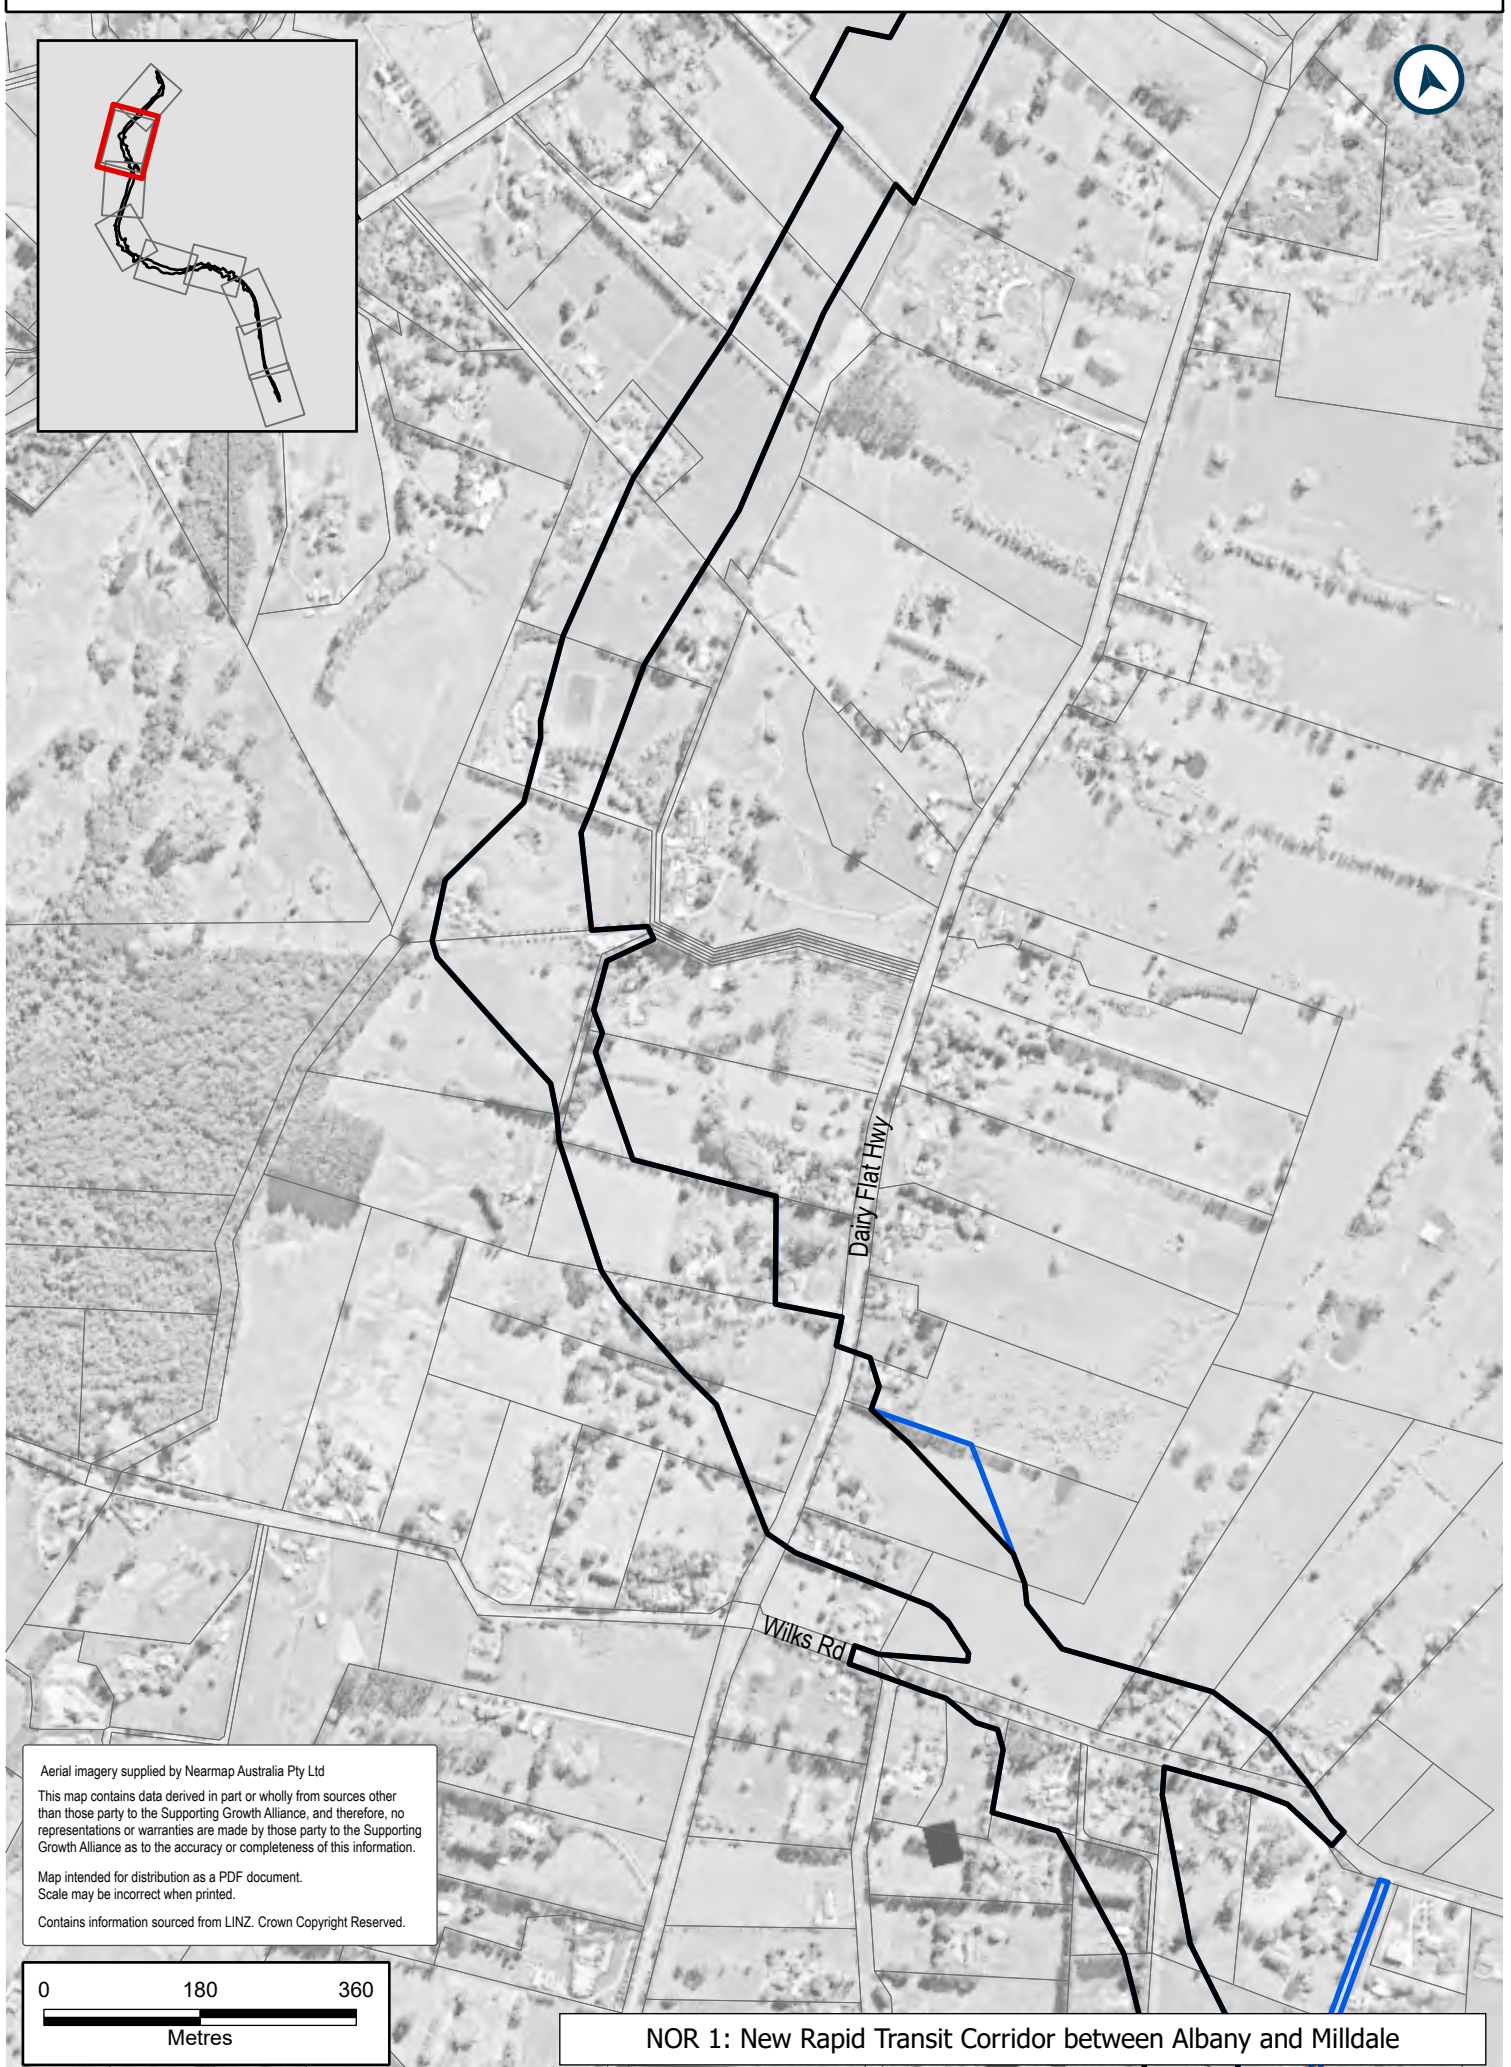 Dairy Flat Hwy
Wilks Rd
Aerial imagery supplied by Nearmap Australia Pty Ltd
This map contains data derived in part or wholly from sources other
than those party to the Supporting Growth Alliance, and therefore, no
representations or warranties are made by those party to the Supporting
Growth Alliance as to the accuracy or completeness of this information.
Map intended for distribution as a PDF document.
Scale may be incorrect when printed.
Contains information sourced from LINZ. Crown Copyright Reserved.
0 180 360
Metres
NOR 1: New Rapid Transit Corridor between Albany and Milldale